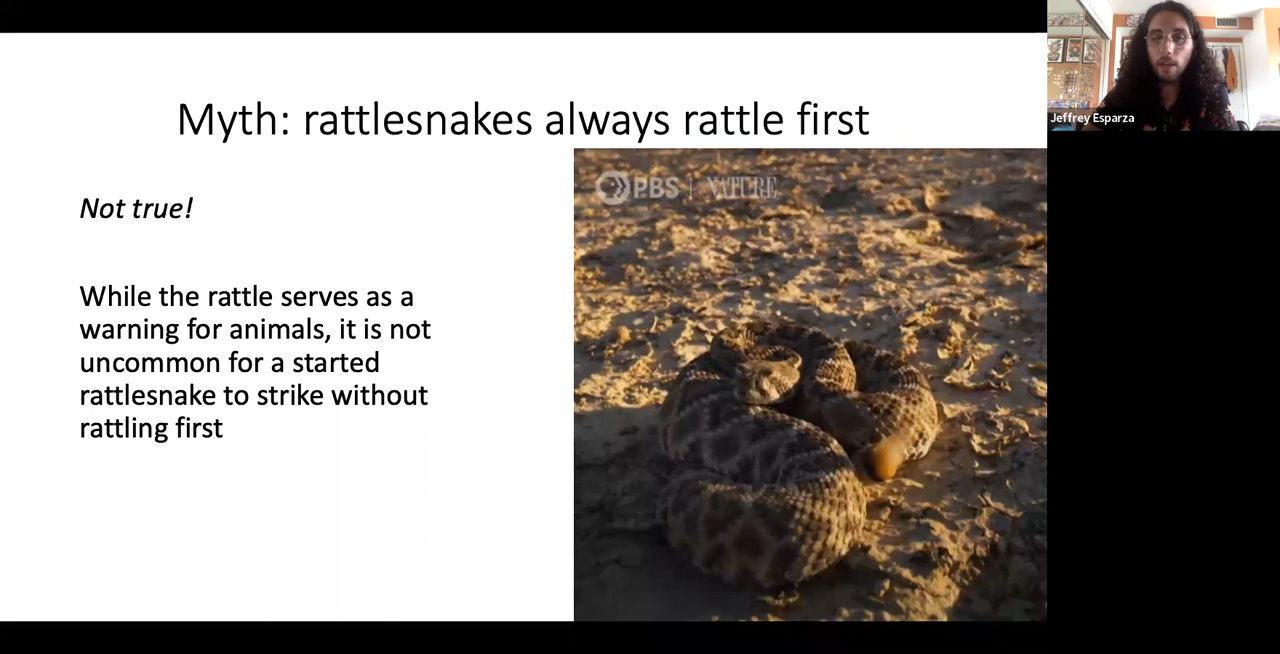 Myth: rattlesnakes always rattle first
Not true!
While the rattle serves as a
warning for animals, it is not
uncommon for a started
rattlesnake to strike without
rattling first
PBS | NATURE
Jeffrey Esparza